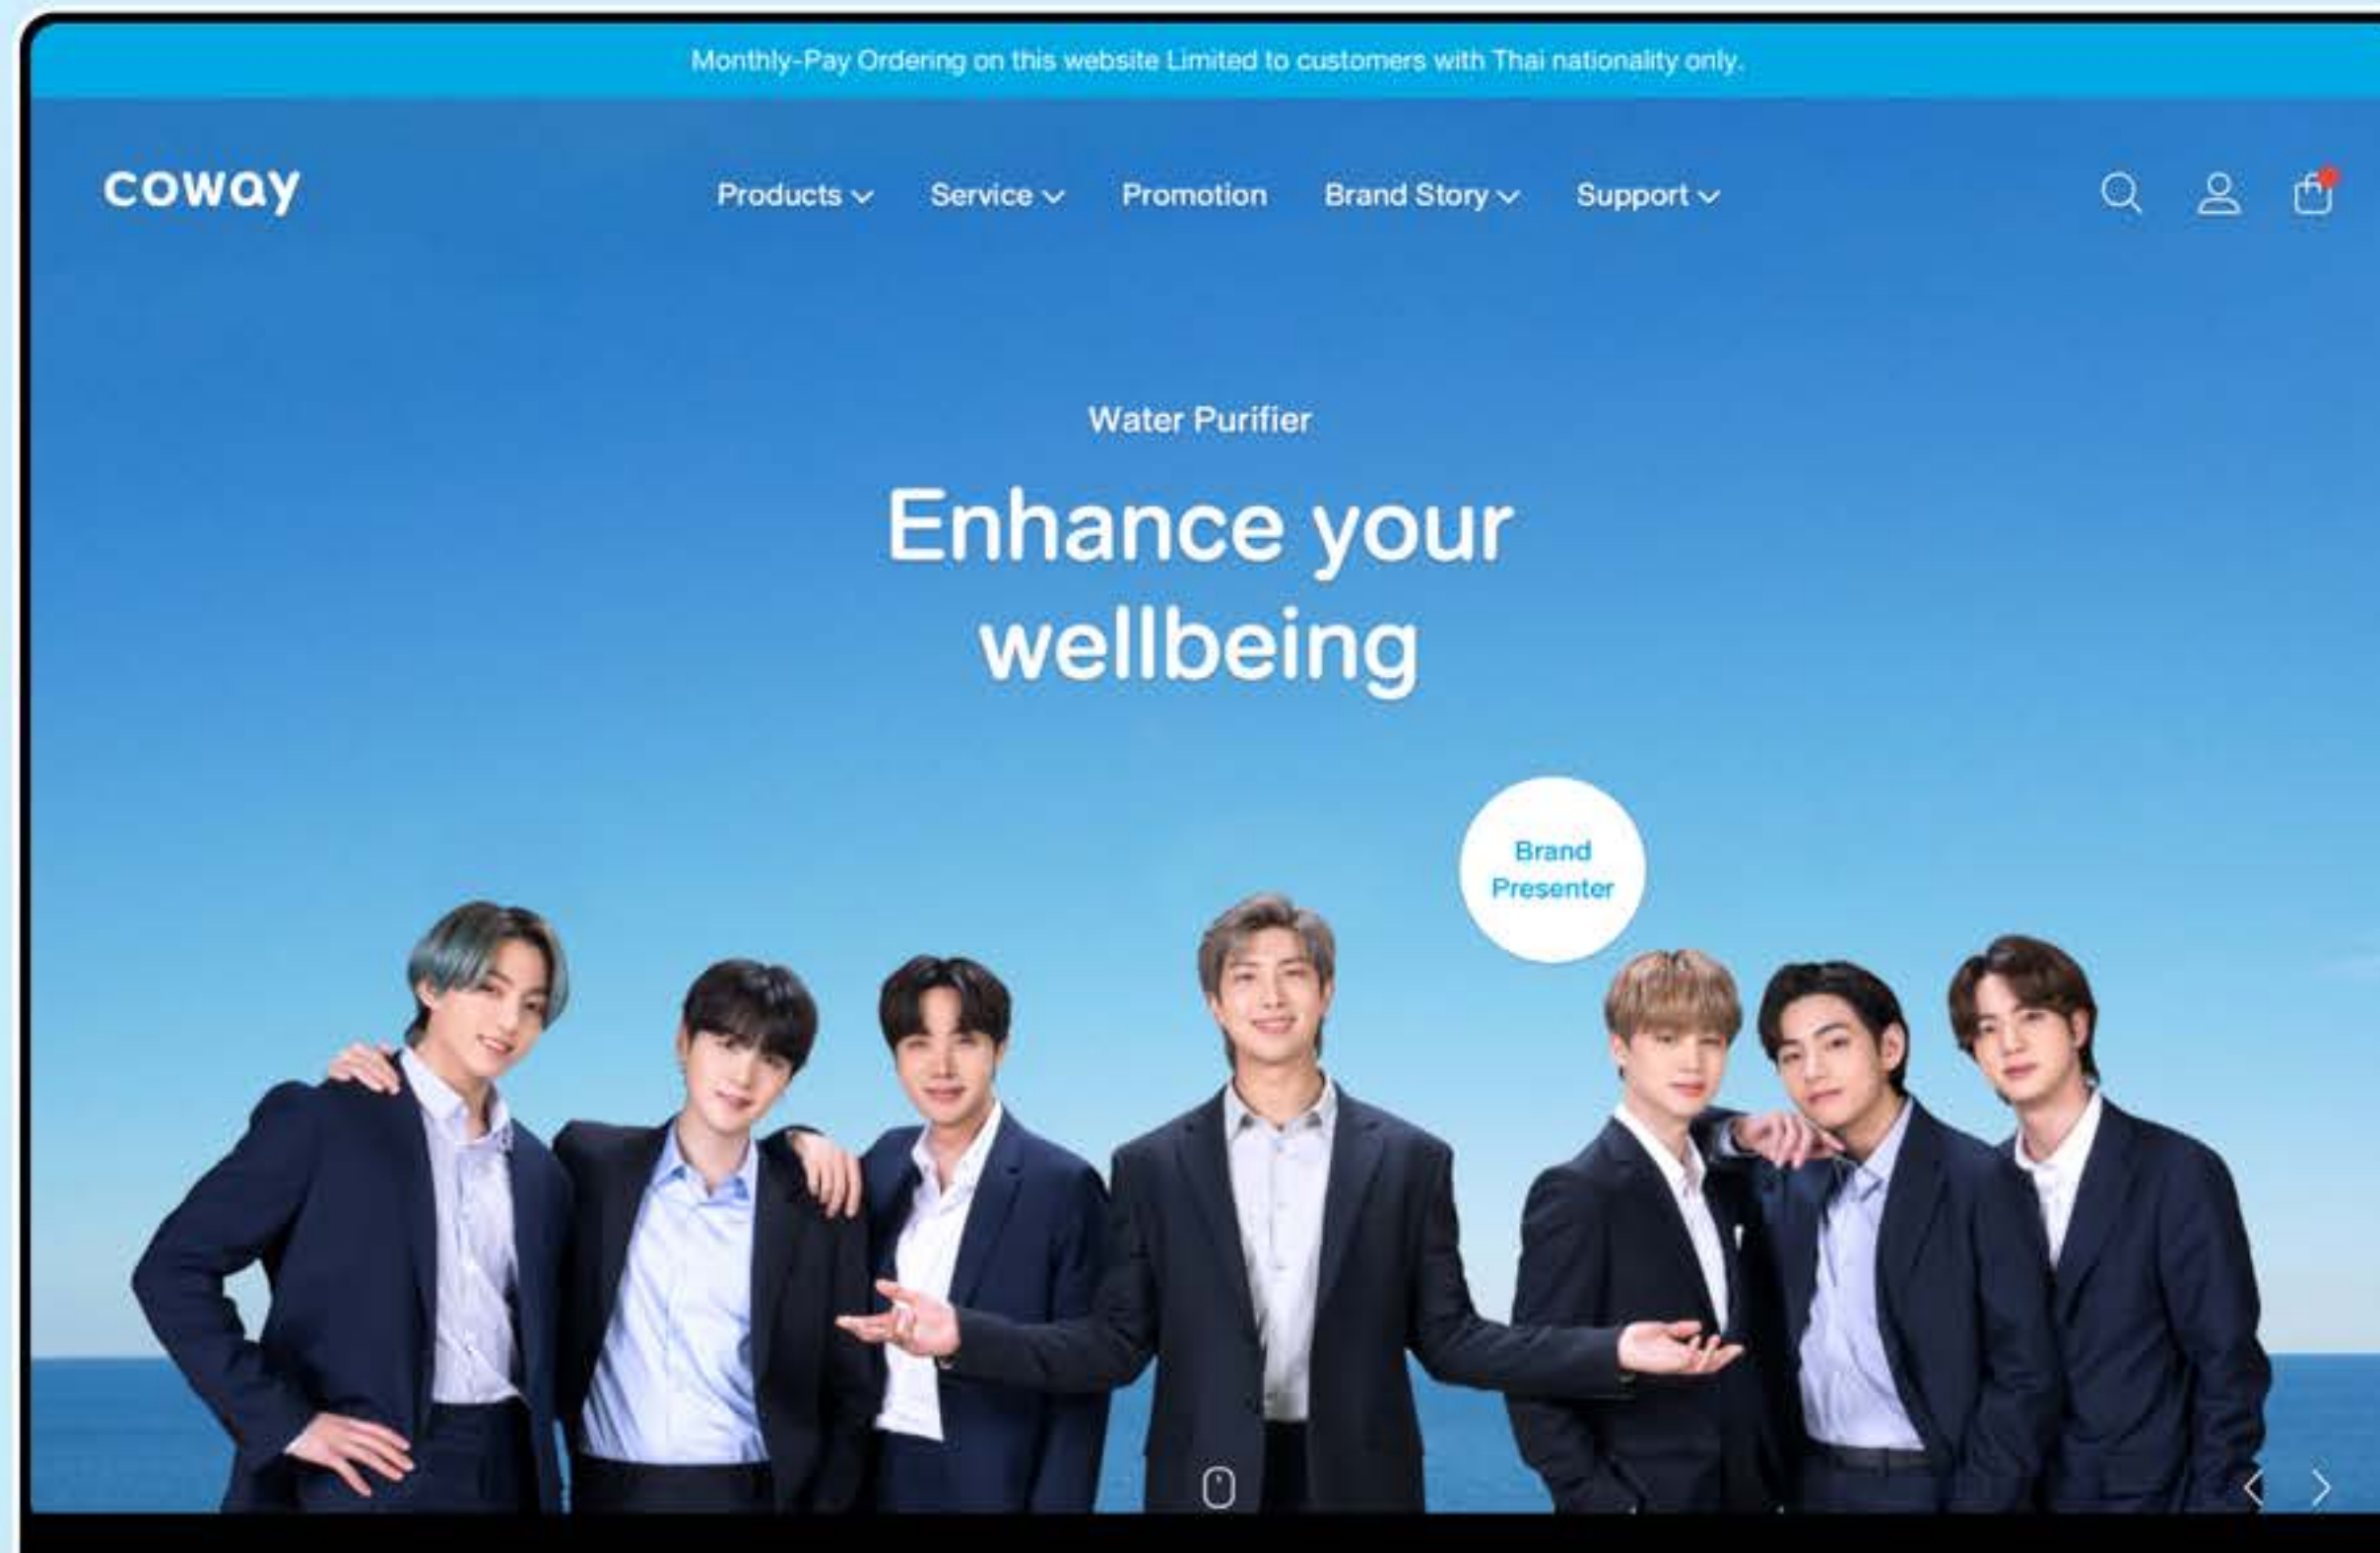 Monthly-Pay Ordering on this website Limited to customers with Thai nationality only.
coway
Products
Service
Promotion
Brand Story
Support
Water Purifier
Enhance your
wellbeing
Brand
Presenter